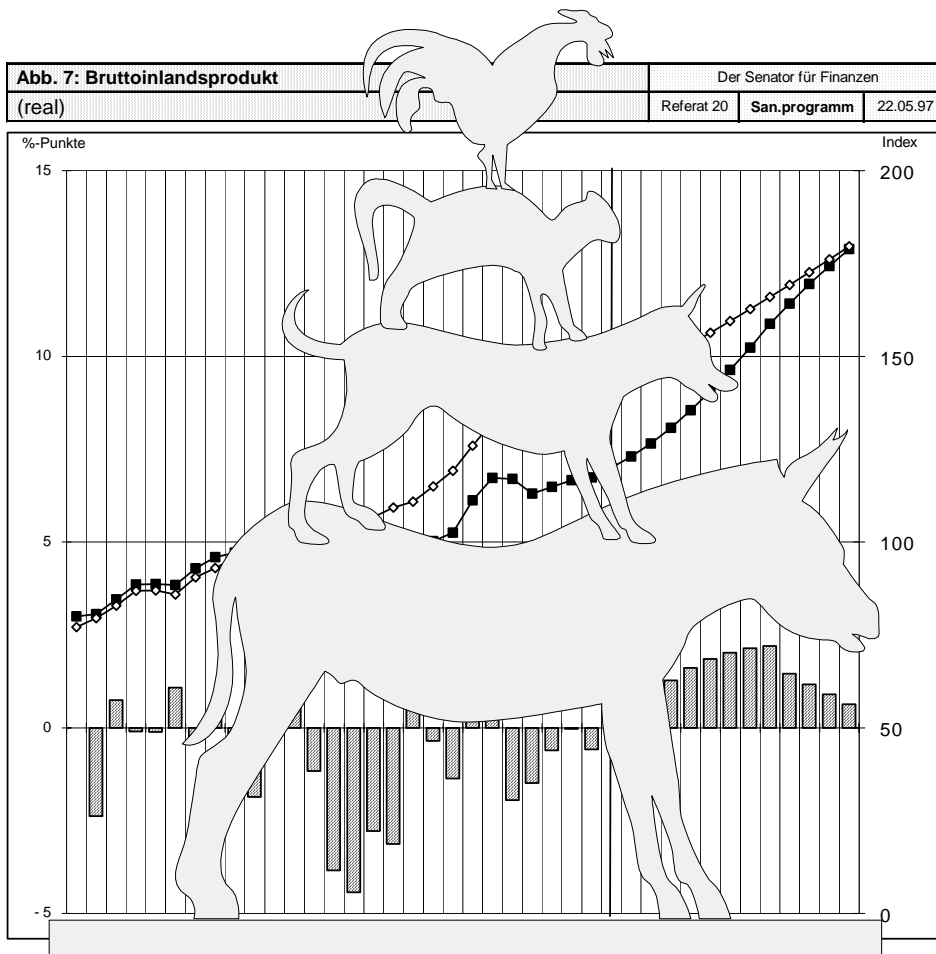 Abb. 7: Bruttoinlandsprodukt
Der Senator für Finanzen
(real)
Referat 20 San.programm 22.05.97
%-Punkte Index
15 200
10 150
5 100
0 50
- 5 0